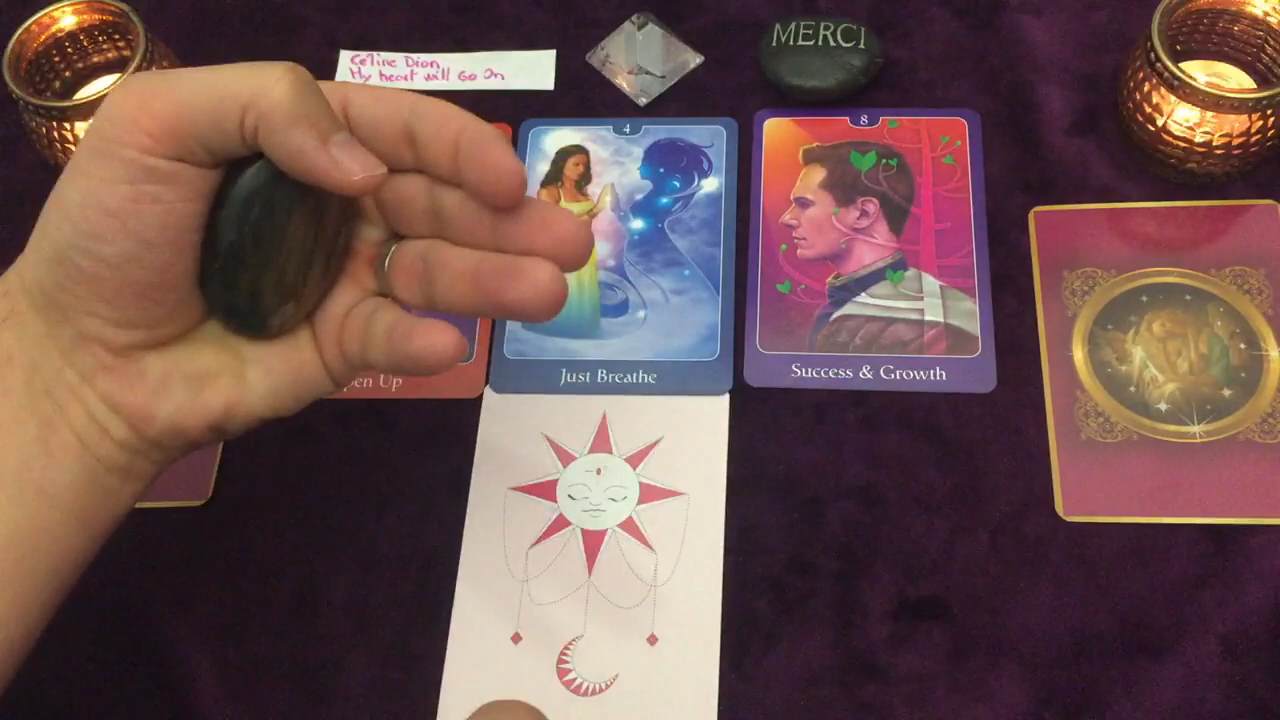 Céline Dion
My heart will Go On
MERCI
4
8
pen Up
Just Breathe
Success & Growth